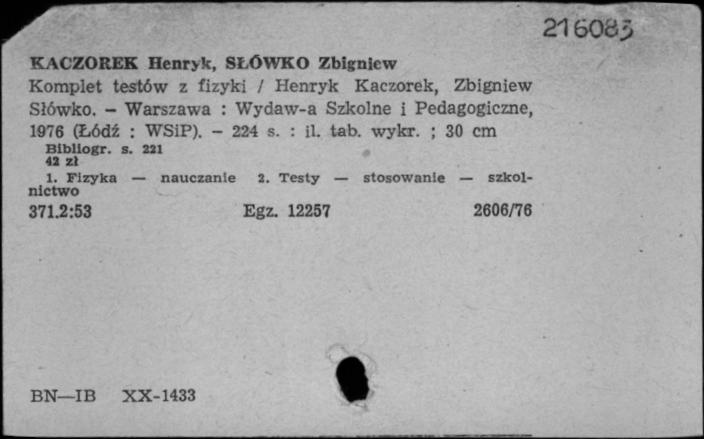 216083
KACZOREK Henryk, SŁÓWKO Zbigniew
Komplet testów z fizyki / Henryk Kaczorek, Zbigniew
Słówko. – Warszawa : Wydaw-a Szkolne i Pedagogiczne,
1976 (Łódź : WSiP). – 224 s. : il. tab. wykr. ; 30 cm
Bibliogr. s. 221
42 zł
1. Fizyka — nauczanie 2. Testy — stosowanie — szkol-
nictwo
371.2:53 Egz. 12257 2606/76
BN—IB XX-1433